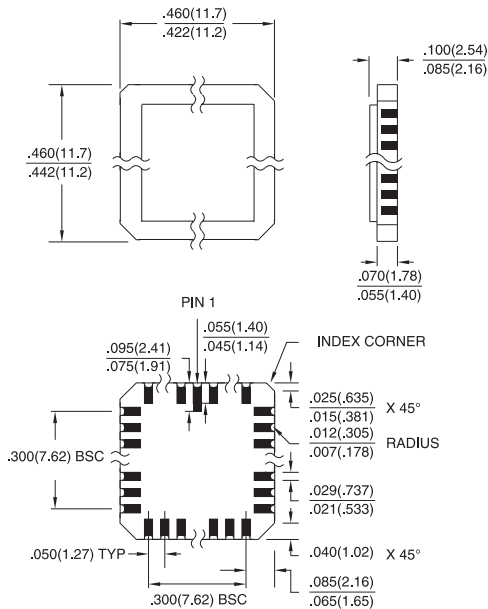 .460(11.7)
.422(11.2)
.100(2.54)
.085(2.16)
.460(11.7)
.442(11.2)
.070(1.78)
.055(1.40)
PIN 1
.055(1.40)
.045(1.14)
.095(2.41)
.075(1.91)
INDEX CORNER
.025(.635)
.015(.381)
X 45°
.012(.305)
.007(.178)
RADIUS
.300(7.62) BSC
.029(.737)
.021(.533)
.050(1.27) TYP
.040(1.02) X 45°
.085(2.16)
.065(1.65)
.300(7.62) BSC